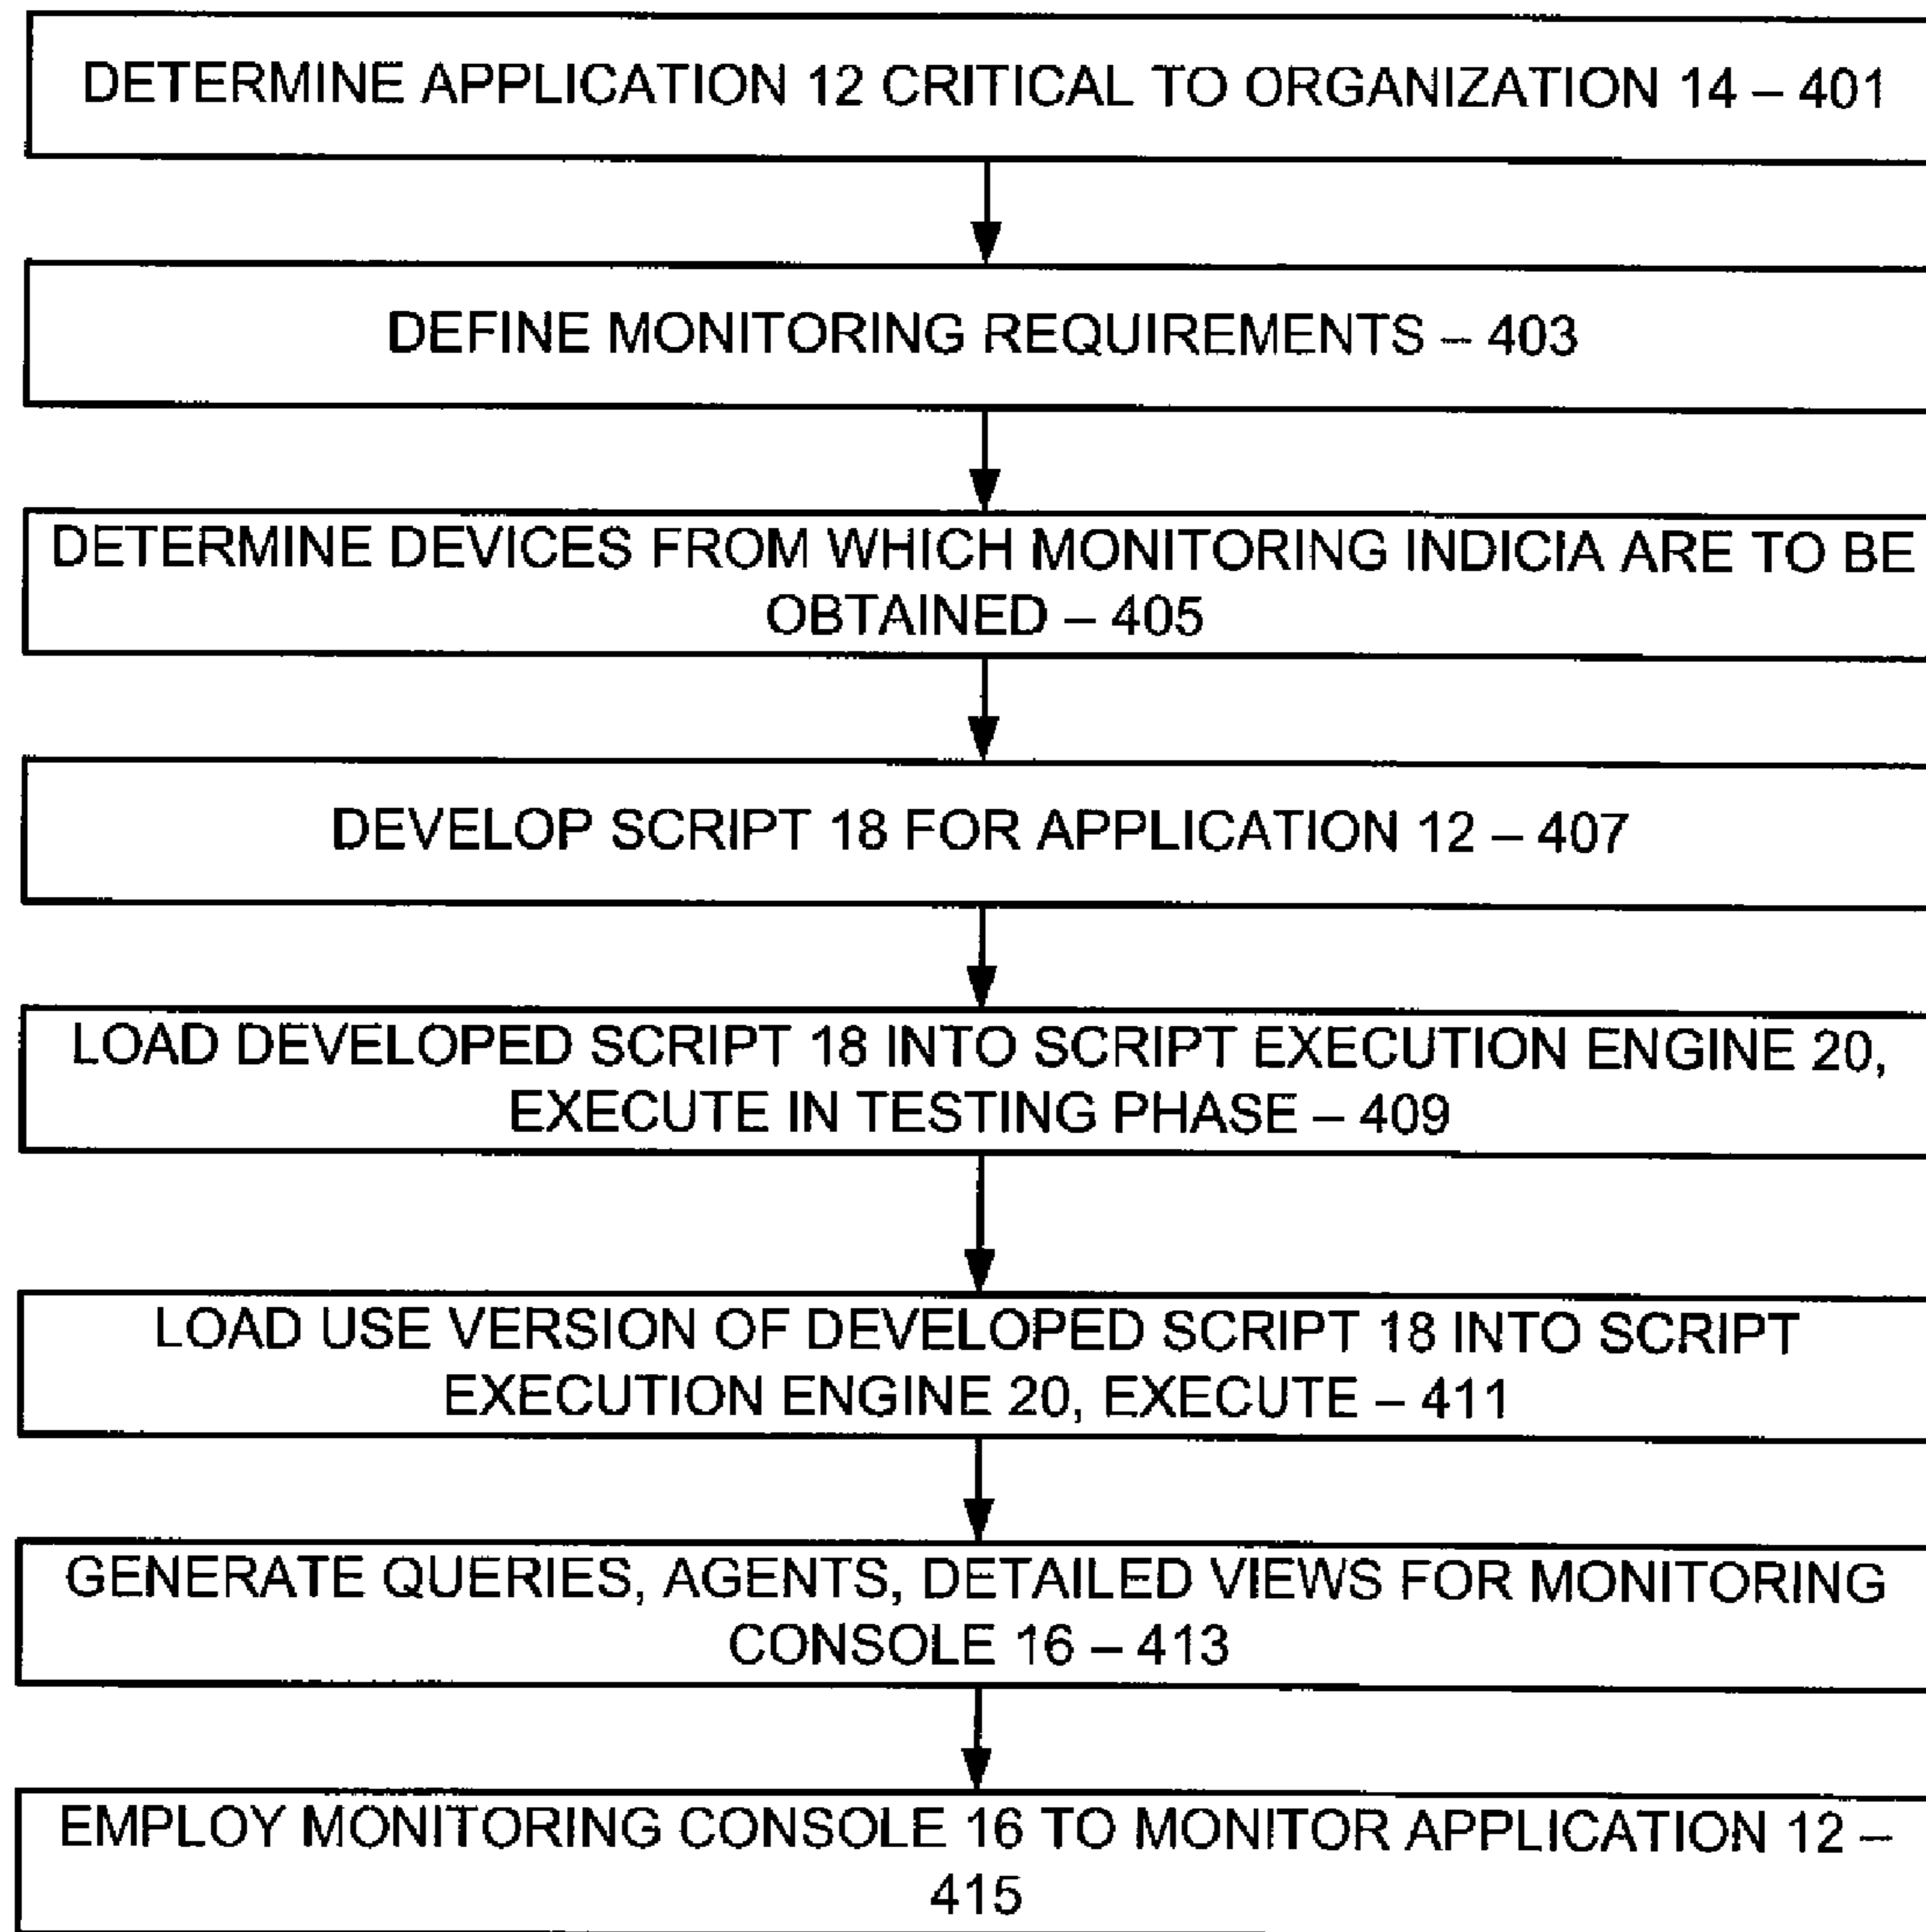 DETERMINE APPLICATION 12 CRITICAL TO ORGANIZATION 14 – 401
DEFINE MONITORING REQUIREMENTS – 403
DETERMINE DEVICES FROM WHICH MONITORING INDICIA ARE TO BE
OBTAINED – 405
DEVELOP SCRIPT 18 FOR APPLICATION 12 – 407
LOAD DEVELOPED SCRIPT 18 INTO SCRIPT EXECUTION ENGINE 20,
EXECUTE IN TESTING PHASE – 409
LOAD USE VERSION OF DEVELOPED SCRIPT 18 INTO SCRIPT
EXECUTION ENGINE 20, EXECUTE – 411
GENERATE QUERIES, AGENTS, DETAILED VIEWS FOR MONITORING
CONSOLE 16 – 413
EMPLOY MONITORING CONSOLE 16 TO MONITOR APPLICATION 12 –
415